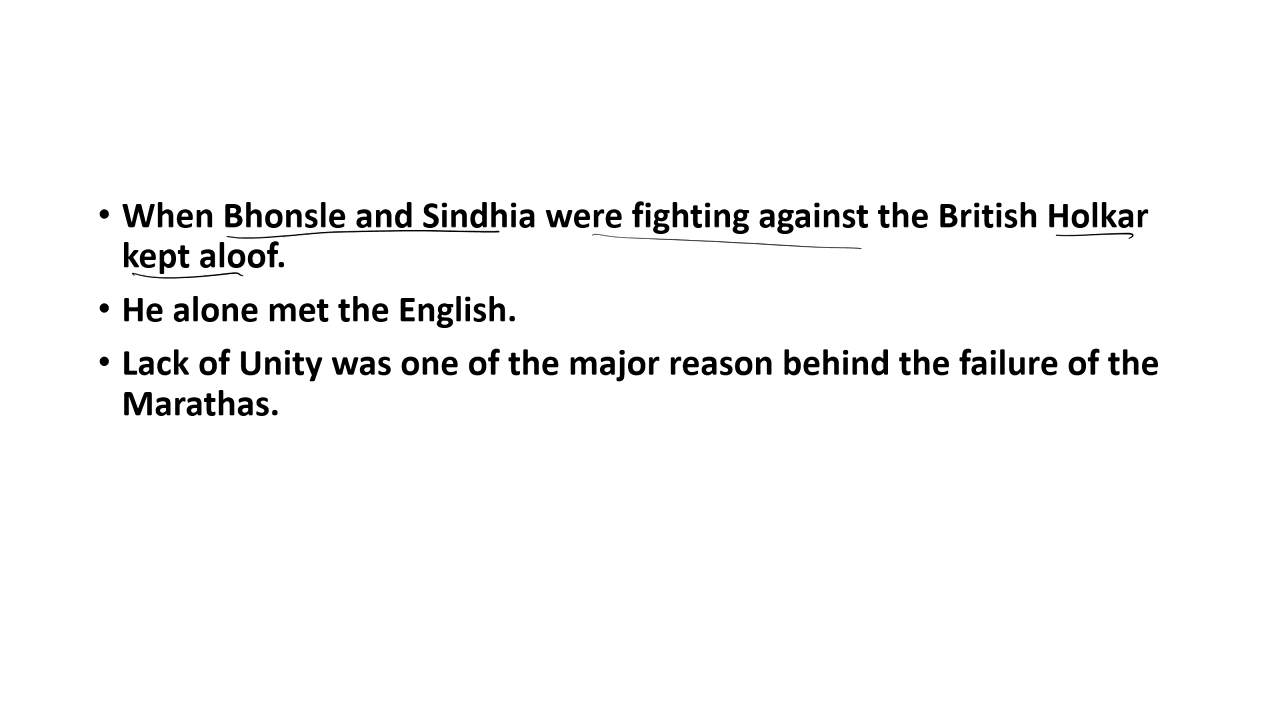 • When Bhonsle and Sindhia were fighting against the British Holkar
kept aloof.
• He alone met the English.
• Lack of Unity was one of the major reason behind the failure of the
Marathas.